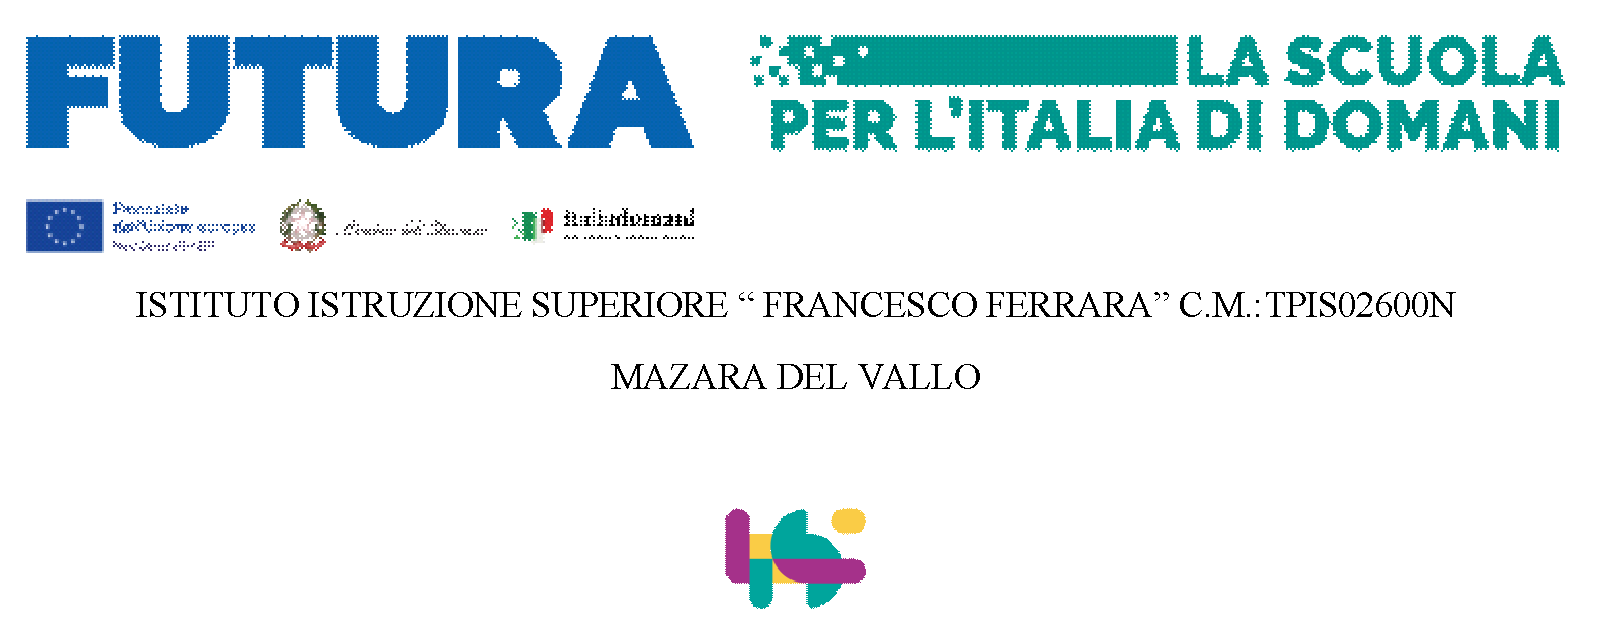 FUTURA
LA SCUOLA
PER L'ITALIA DI DOMANI
ISTITUTO ISTRUZIONE SUPERIORE “ FRANCESCO FERRARA” C.M.: TPIS02600N
MAZARA DEL VALLO